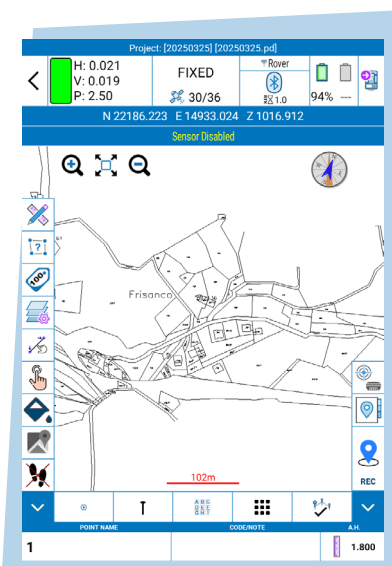 Project: [20250325] [20250325.pd]
H: 0.021
V: 0.019
P: 2.50
FIXED
30/36
Rover
1.0
94%
---
N 22186.223 E 14933.024 Z 1016.912
Sensor Disabled
?
100°
Frisanco
102m
REC
A B C
D E F
G H I
POINT NAME
CODE/NOTE
A.H.
1
1.800